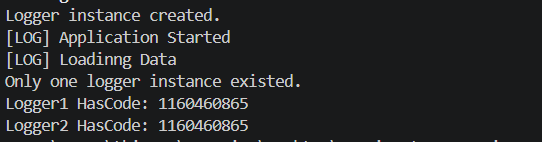 Logger instance created.
[LOG] Application Started
[LOG] Loadinng Data
Only one logger instance existed.
Logger1 HasCode: 1160460865
Logger2 HasCode: 1160460865